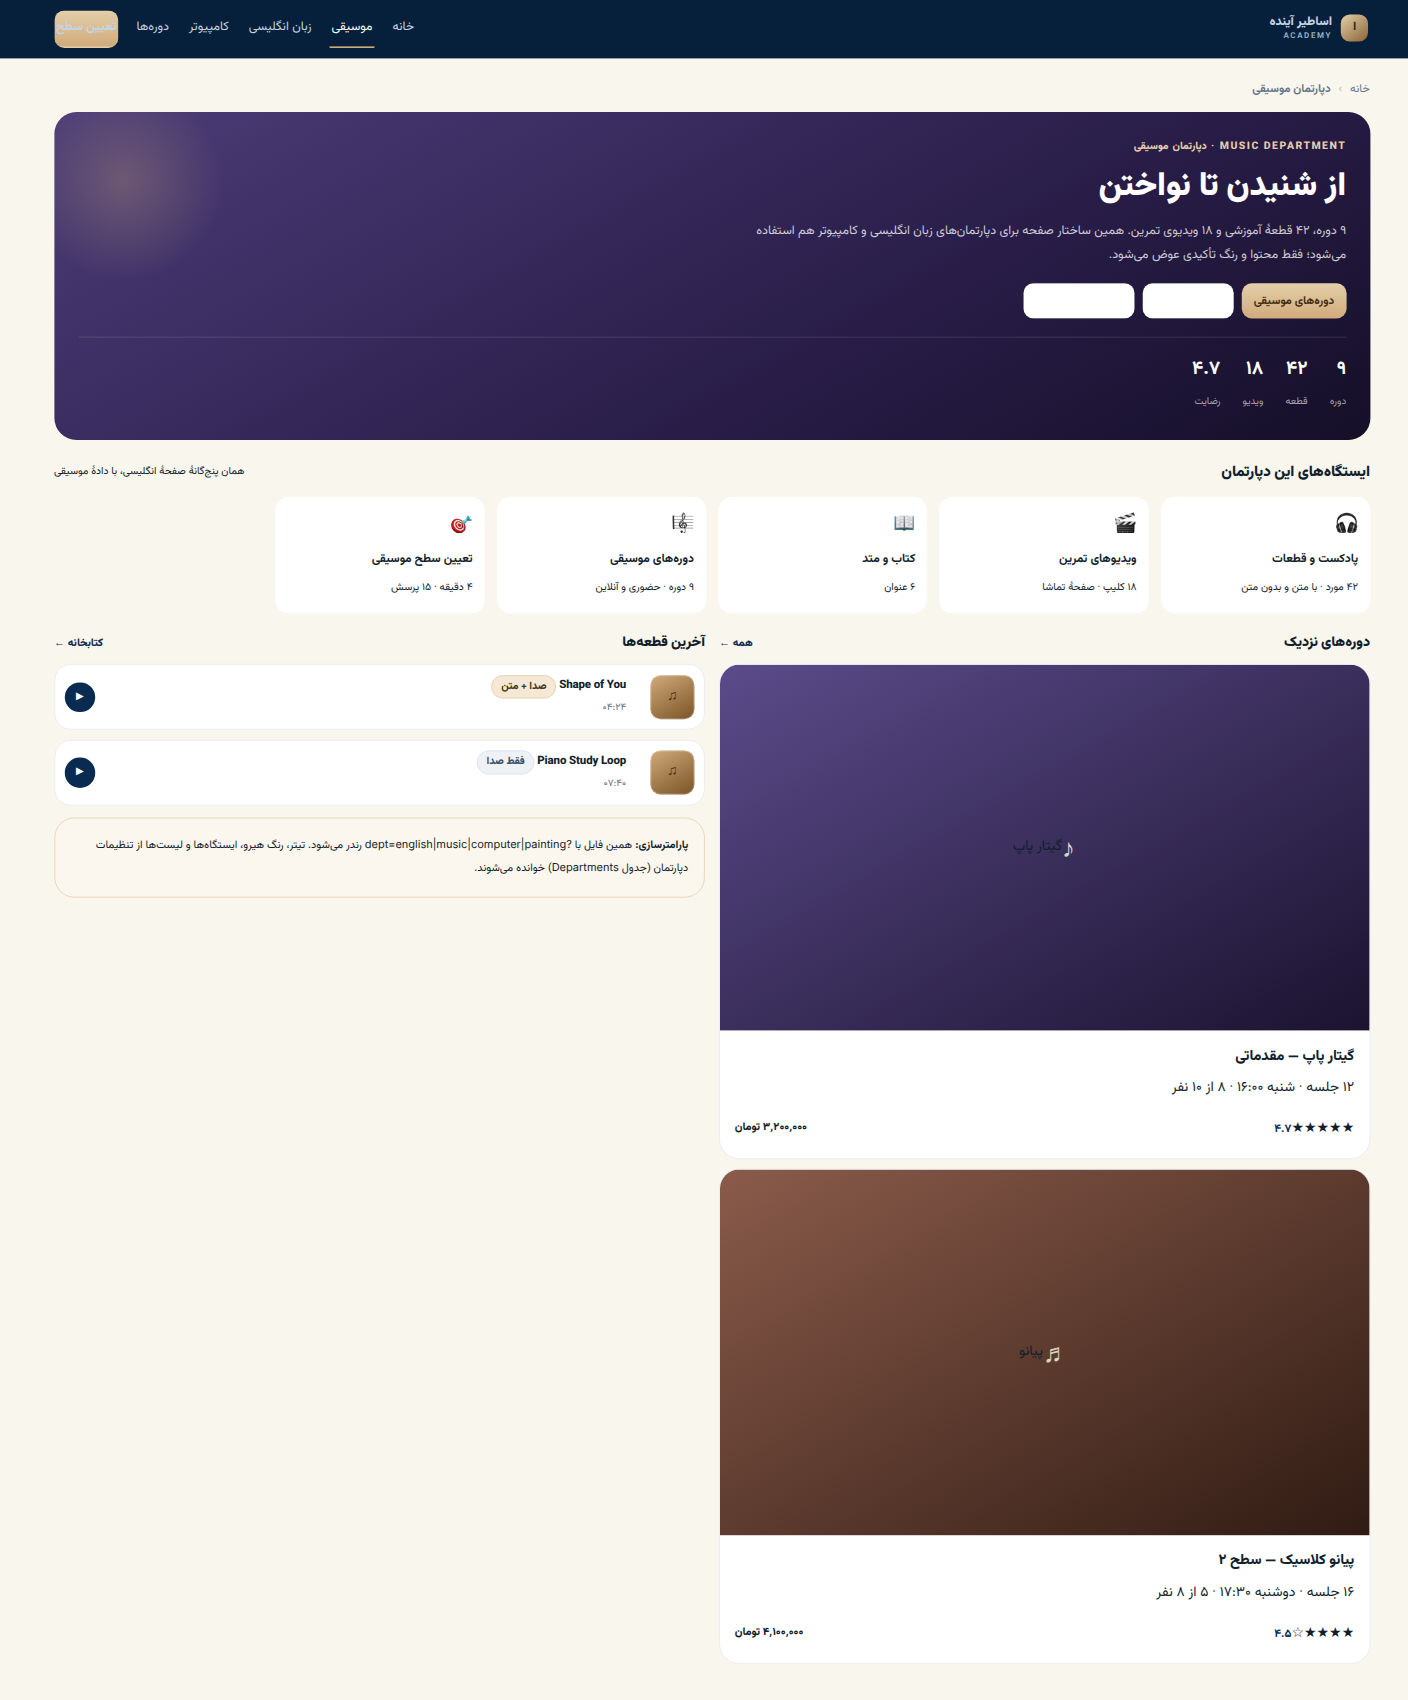 اساطیر آینده
ACADEMY
ا
خانه
موسیقی
زبان انگلیسی
کامپیوتر
دوره‌ها
تعیین سطح
خانه › دپارتمان موسیقی
MUSIC DEPARTMENT · دپارتمان موسیقی
از شنیدن تا نواختن
۹ دوره، ۴۲ قطعهٔ آموزشی و ۱۸ ویدیوی تمرین. همین ساختار صفحه برای دپارتمان‌های زبان انگلیسی و کامپیوتر هم استفاده
می‌شود؛ فقط محتوا و رنگ تأکیدی عوض می‌شود.
دوره‌های موسیقی
۹ ۴۲ ۱۸ ۴.۷
دوره قطعه ویدیو رضایت
ایستگاه‌های این دپارتمان
همان پنج‌گانهٔ صفحهٔ انگلیسی، با دادهٔ موسیقی
پادکست و قطعات
۴۲ مورد · با متن و بدون متن
ویدیوهای تمرین
۱۸ کلیپ · صفحهٔ تماشا
کتاب و متد
۶ عنوان
دوره‌های موسیقی
۹ دوره · حضوری و آنلاین
تعیین سطح موسیقی
۴ دقیقه · ۱۵ پرسش
دوره‌های نزدیک
همه ←
♪ گیتار پاپ
گیتار پاپ — مقدماتی
۱۲ جلسه · شنبه ۱۶:۰۰ · ۸ از ۱۰ نفر
★★★★★ ۴.۷
۳,۲۰۰,۰۰۰ تومان
♬ پیانو
پیانو کلاسیک — سطح ۲
۱۶ جلسه · دوشنبه ۱۷:۳۰ · ۵ از ۸ نفر
★★★★☆ ۴.۵
۴,۱۰۰,۰۰۰ تومان
آخرین قطعه‌ها
کتابخانه ←
♫
Shape of You صدا + متن
۰۴:۲۴
▶
♫
Piano Study Loop فقط صدا
۰۷:۴۰
▶
پارامترسازی: همین فایل با ?dept=english|music|computer|painting رندر می‌شود. تیتر، رنگ هیرو، ایستگاه‌ها و لیست‌ها از تنظیمات
دپارتمان (جدول Departments) خوانده می‌شوند.